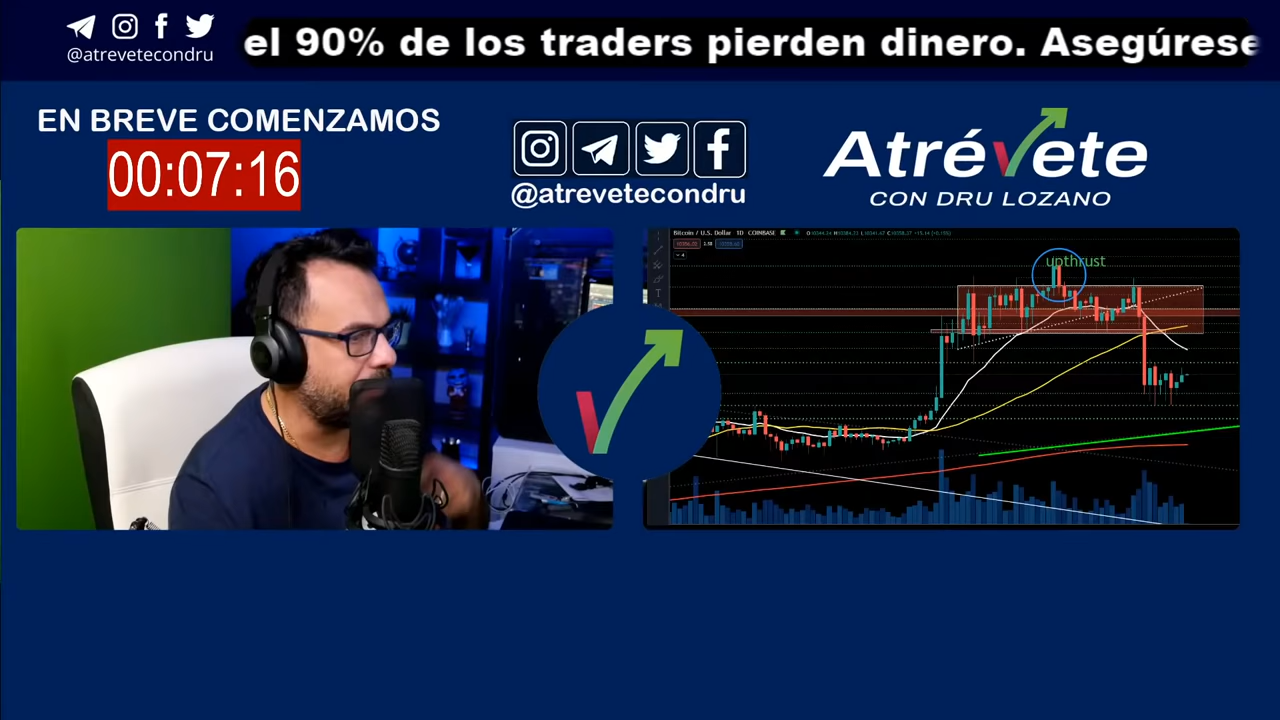 @atrevetecondru
el 90% de los traders pierden dinero. Asegúrese
EN BREVE COMENZAMOS
00:07:16
@atrevetecondru
Atrévete
CON DRU LOZANO
Bitcoin / U.S. Dollar 1D COINBASE
upthrust